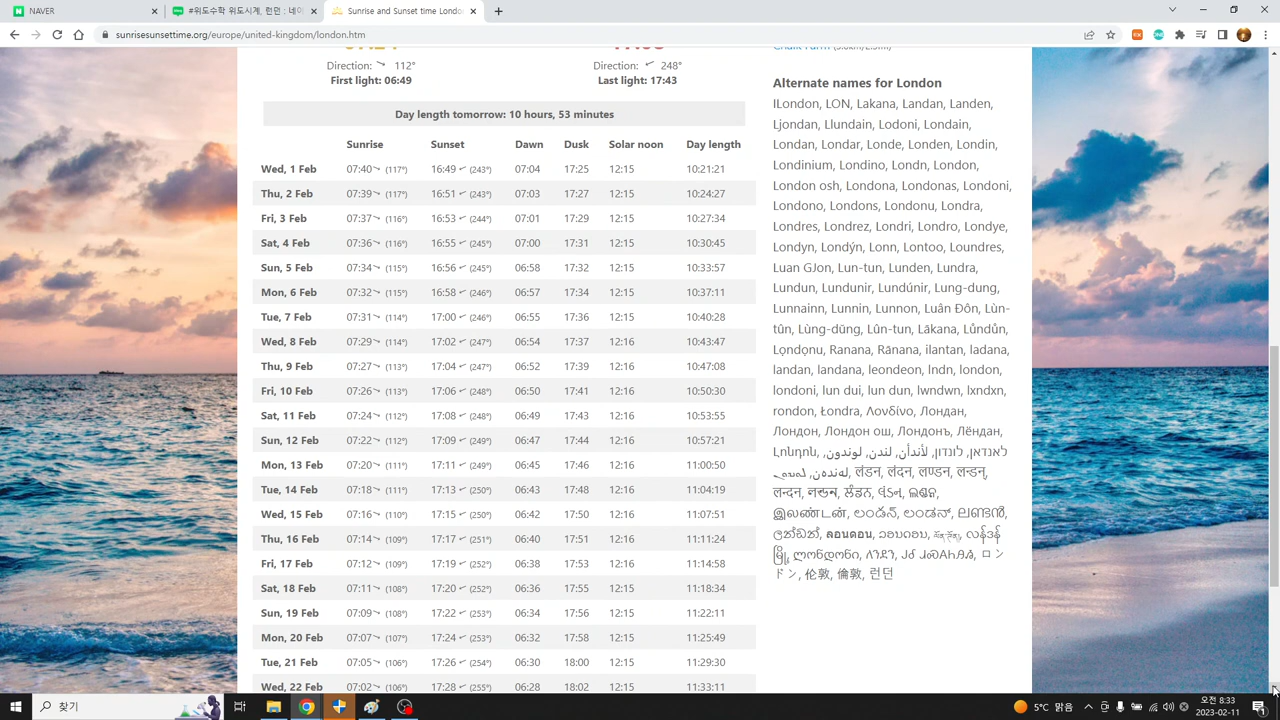 NAVER
#위도수학 위도시계, 런던 : 네이
Sunrise and sunset time Londo
sunrisesunsettime.org/europe/united-kingdom/london.htm
Direction: 112°
First light: 06:49
Direction: 248°
Last light: 17:43
Day length tomorrow: 10 hours, 53 minutes
Sunrise Sunset Dawn Dusk Solar noon Day length
Wed, 1 Feb 07:40 (117°) 16:49 (243°) 07:04 17:25 12:15 10:21:21
Thu, 2 Feb 07:39 (117°) 16:51 (243°) 07:03 17:27 12:15 10:24:27
Fri, 3 Feb 07:37 (116°) 16:53 (244°) 07:01 17:29 12:15 10:27:34
Sat, 4 Feb 07:36 (116°) 16:55 (245°) 07:00 17:31 12:15 10:30:45
Sun, 5 Feb 07:34 (115°) 16:56 (245°) 06:58 17:32 12:15 10:33:57
Mon, 6 Feb 07:32 (115°) 16:58 (246°) 06:57 17:34 12:15 10:37:11
Tue, 7 Feb 07:31 (114°) 17:00 (246°) 06:55 17:36 12:15 10:40:28
Wed, 8 Feb 07:29 (114°) 17:02 (247°) 06:54 17:37 12:16 10:43:47
Thu, 9 Feb 07:27 (113°) 17:04 (247°) 06:52 17:39 12:16 10:47:08
Fri, 10 Feb 07:26 (113°) 17:06 (248°) 06:50 17:41 12:16 10:50:30
Sat, 11 Feb 07:24 (112°) 17:08 (248°) 06:49 17:43 12:16 10:53:55
Sun, 12 Feb 07:22 (112°) 17:09 (249°) 06:47 17:44 12:16 10:57:21
Mon, 13 Feb 07:20 (111°) 17:11 (249°) 06:45 17:46 12:16 11:00:50
Tue, 14 Feb 07:18 (111°) 17:13 (250°) 06:43 17:48 12:16 11:04:19
Wed, 15 Feb 07:16 (110°) 17:15 (250°) 06:42 17:50 12:16 11:07:51
Thu, 16 Feb 07:14 (109°) 17:17 (251°) 06:40 17:51 12:16 11:11:24
Fri, 17 Feb 07:12 (109°) 17:19 (252°) 06:38 17:53 12:16 11:14:58
Sat, 18 Feb 07:11 (108°) 17:20 (252°) 06:36 17:55 12:15 11:18:34
Sun, 19 Feb 07:09 (108°) 17:22 (253°) 06:34 17:56 12:15 11:22:11
Mon, 20 Feb 07:07 (107°) 17:24 (253°) 06:32 17:58 12:15 11:25:49
Tue, 21 Feb 07:05 (106°) 17:26 (254°) 06:30 18:00 12:15 11:29:30
Wed, 22 Feb 07:02 (106°) 17:28 (255°) 06:28 18:02 12:15 11:33:11
Alternate names for London
ILondon, LON, Lakana, Landan, Landen,
Ljondan, Llundain, Lodoni, Londain,
Londan, Londar, Londe, Londen, Londin,
Londinium, Londino, Londn, London,
London osh, Londona, Londonas, Londoni,
Londono, Londons, Londonu, Londra,
Londres, Londrez, Londri, Londro, Londye,
Londyn, Londýn, Lonn, Lontoo, Loundres,
Luan GJon, Lun-tun, Lunden, Lundra,
Lundun, Lundunir, Lundúnir, Lung-dung,
Lunnainn, Lunnin, Lunnon, Luân Đôn, Lùn-
tûn, Lùng-dŭng, Lûn-tun, Lākana, Lůndůn,
Lọndọnu, Ranana, Rānana, ilantan, ladana,
landan, landana, leondeon, lndn, london,
londoni, lun dui, lun dun, lwndwn, lxndxn,
rondon, Łondra, Λονδίνο, Лондан,
Лондон, Лондон ош, Лондонъ, Лёндан,
Լոնդոն, לאנדאן, לונדון, لأندأن, لندن, لوندون,
لەندەن, लंडन, लंदन, लण्डन, लन्डन्,
लन्दन, লন্ডন, ਲੰਡਨ, લંડન, ଲଣ୍ଡନ,
இலண்டன், లండన్, ಲಂಡನ್, ലണ്ടൻ,
ලන්ඩන්, ลอนดอน, ລອນດອນ, လန်ဒန်
မြို့, ლონდონი, ለንደን, ロン
ドン, 伦敦, 倫敦, 런던
찾기
5°C 맑음
오전 8:33
2023-02-11